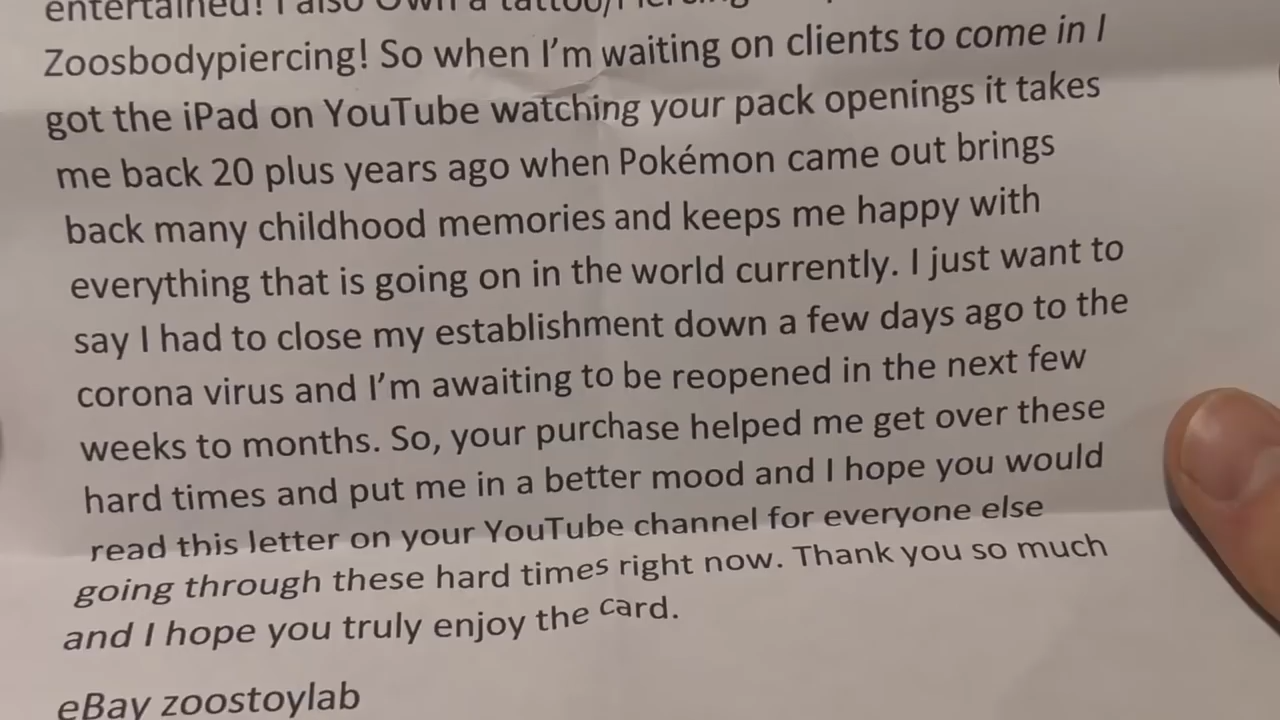 entertained! I also own a tattoo/Piercing
Zoosbodypiercing! So when I'm waiting on clients to come in I
got the iPad on YouTube watching your pack openings it takes
me back 20 plus years ago when Pokémon came out brings
back many childhood memories and keeps me happy with
everything that is going on in the world currently. I just want to
say I had to close my establishment down a few days ago to the
corona virus and I'm awaiting to be reopened in the next few
weeks to months. So, your purchase helped me get over these
hard times and put me in a better mood and I hope you would
read this letter on your YouTube channel for everyone else
going through these hard times right now. Thank you so much
and I hope you truly enjoy the card.
eBay zoostoylab